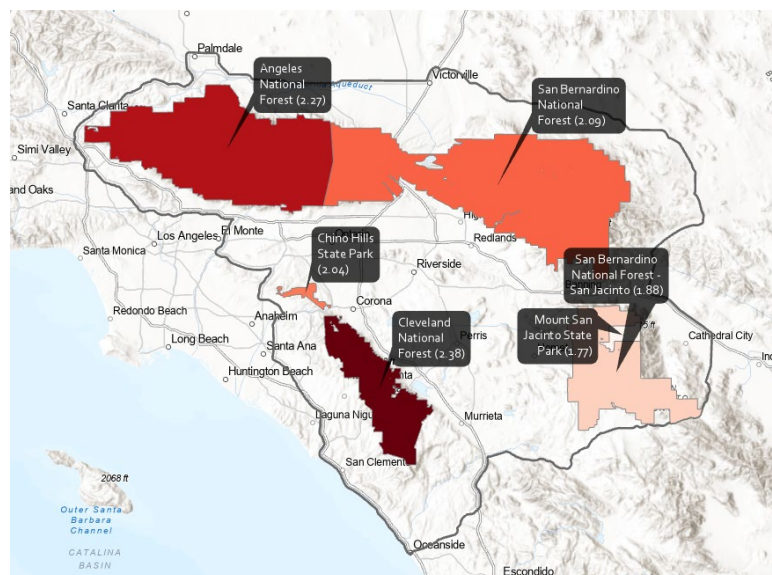 Palmdale
Victorville
Angeles
National
Forest (2.27)
San Bernardino
National
Forest (2.09)
Santa Clarita
Simi Valley
and Oaks
El Monte
Los Angeles
Santa Monica
Chino Hills
State Park
(2.04)
Redlands
Riverside
San Bernardino
National Forest -
San Jacinto (1.88)
Corona
Redondo Beach
Anaheim
Cleveland
National
Forest (2.38)
Perris
Mount San
Jacinto State
Park (1.77)
Cathedral City
Long Beach
Santa Ana
Huntington Beach
Laguna Nigu
Murrieta
San Clemente
2068 ft
Outer Santa
Barbara
Channel
CATALINA
BASIN
Oceanside
Escondido